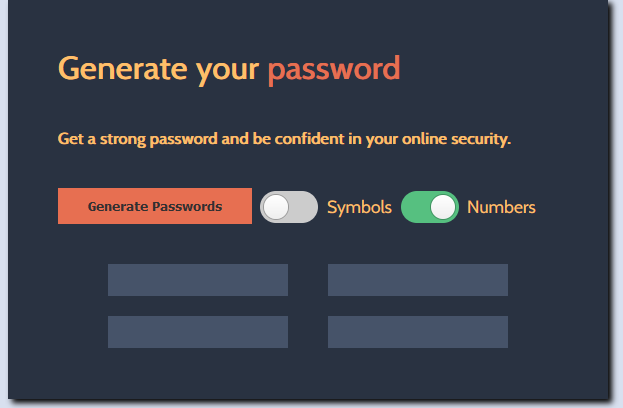 Generate your password
Get a strong password and be confident in your online security.
Generate Passwords Symbols Numbers